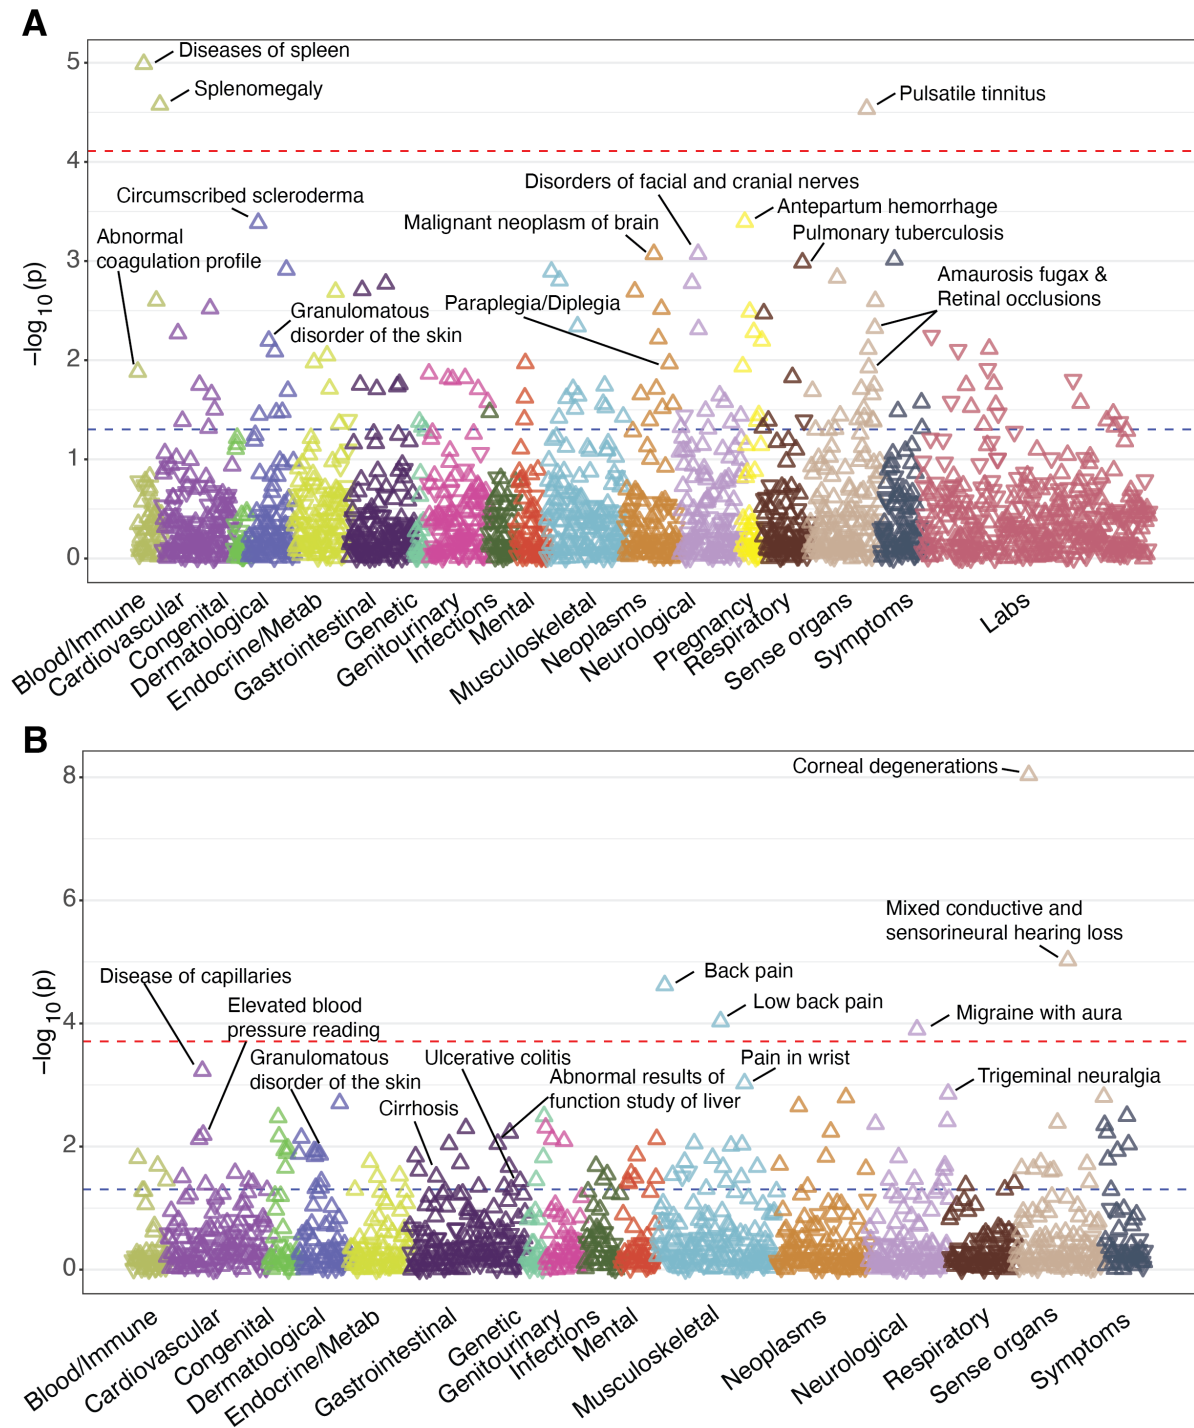 A
5
4
3
2
1
0
−log10(p)
Diseases of spleen
Splenomegaly
Pulsatile tinnitus
Circumscribed scleroderma
Disorders of facial and cranial nerves
Antepartum hemorrhage
Malignant neoplasm of brain
Pulmonary tuberculosis
Abnormal
coagulation profile
Amaurosis fugax &
Retinal occlusions
Paraplegia/Diplegia
Granulomatous
disorder of the skin
Blood/Immune
Cardiovascular
Congenital
Dermatological
Endocrine/Metab
Gastrointestinal
Genetic
Genitourinary
Infections
Mental
Musculoskeletal
Neoplasms
Neurological
Pregnancy
Respiratory
Sense organs
Symptoms
Labs
B
8
6
4
2
0
−log10(p)
Corneal degenerations
Mixed conductive and
sensorineural hearing loss
Disease of capillaries
Back pain
Elevated blood
pressure reading
Low back pain
Migraine with aura
Granulomatous
disorder of the skin
Ulcerative colitis
Pain in wrist
Abnormal results of
function study of liver
Trigeminal neuralgia
Cirrhosis
Blood/Immune
Cardiovascular
Congenital
Dermatological
Endocrine/Metab
Gastrointestinal
Genetic
Genitourinary
Infections
Mental
Musculoskeletal
Neoplasms
Neurological
Respiratory
Sense organs
Symptoms